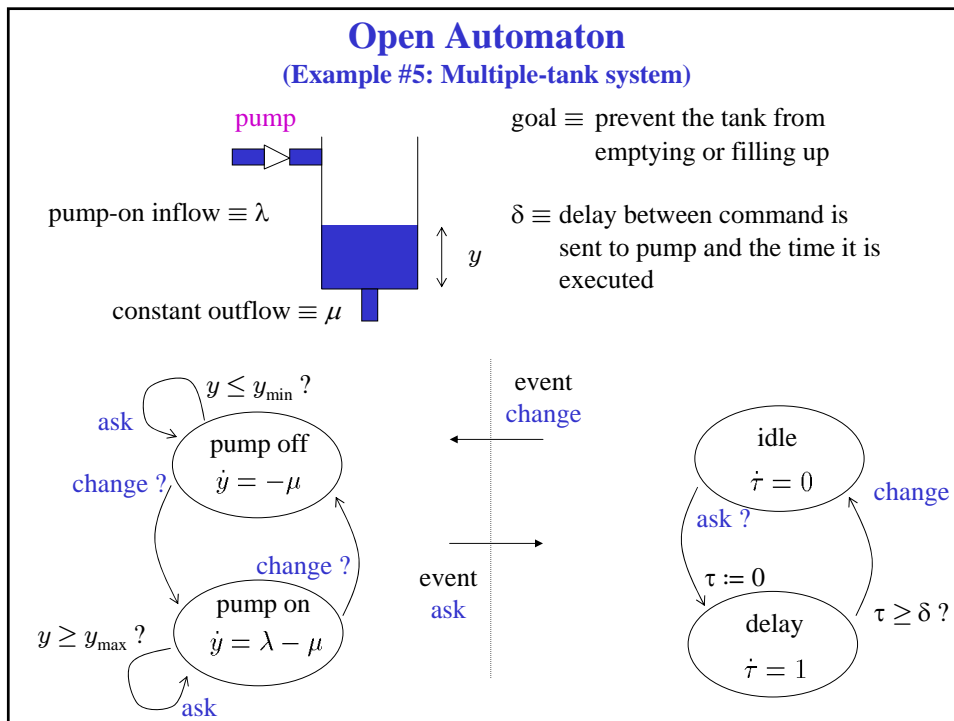 Open Automaton
(Example #5: Multiple-tank system)
pump
goal ≡ prevent the tank from
emptying or filling up
pump-on inflow ≡ λ
δ ≡ delay between command is
sent to pump and the time it is
executed
y
constant outflow ≡ μ
y ≤ y_min ?
ask
pump off
ẏ = −μ
change ?
change ?
pump on
ẏ = λ − μ
y ≥ y_max ?
ask
event
change
event
ask
idle
τ̇ = 0
change
ask ?
τ := 0
τ ≥ δ ?
delay
τ̇ = 1